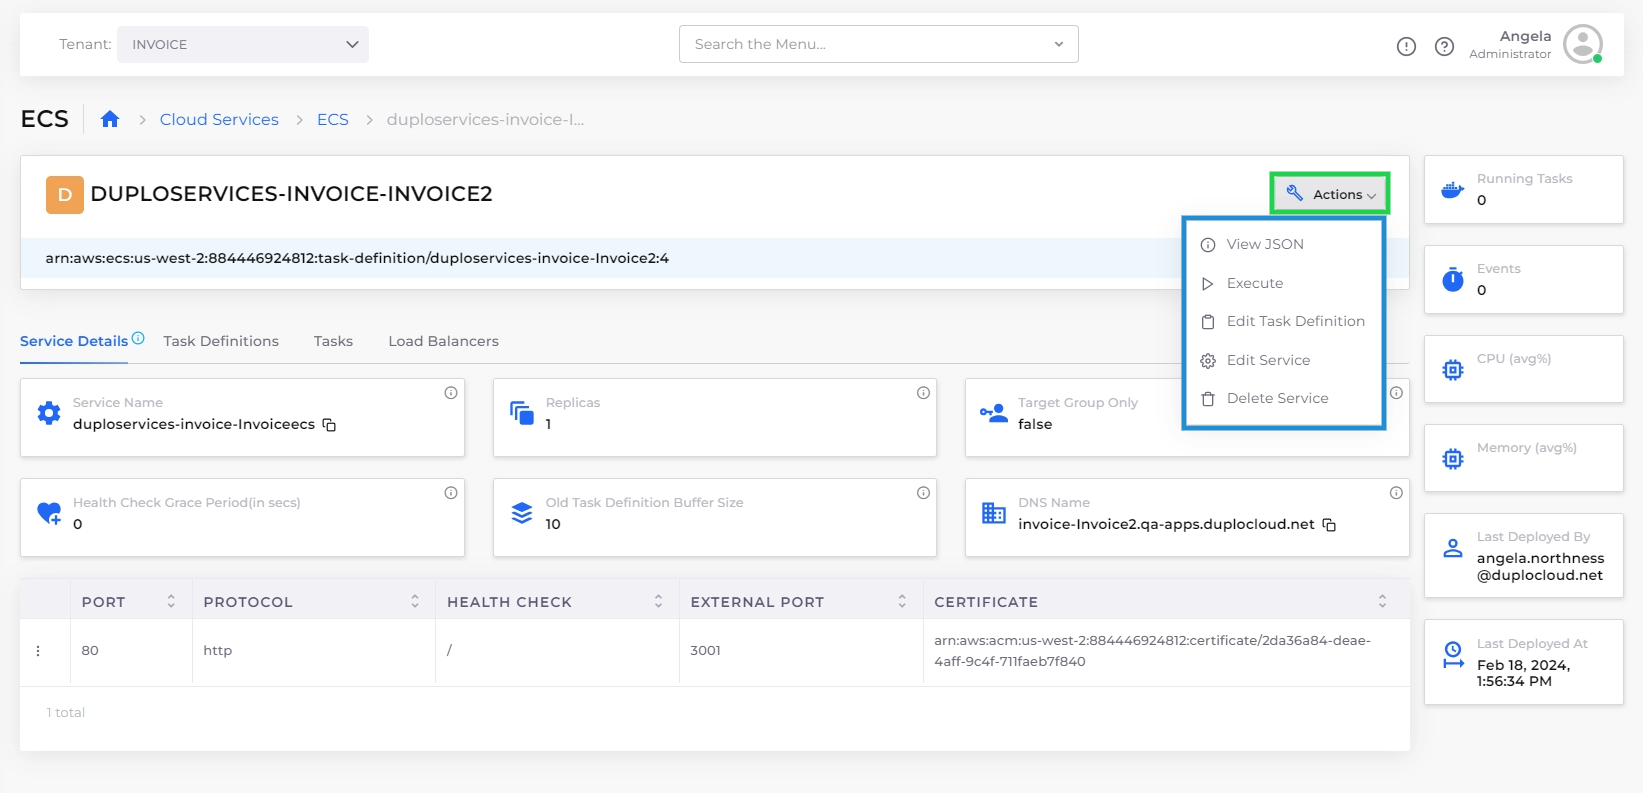 Tenant: INVOICE
Search the Menu...
Angela
Administrator
ECS
Cloud Services
ECS
duploservices-invoice-I...
D
DUPLOSERVICES-INVOICE-INVOICE2
Actions
arn:aws:ecs:us-west-2:884446924812:task-definition/duploservices-invoice-Invoice2:4
View JSON
Execute
Edit Task Definition
Edit Service
Delete Service
Service Details
Task Definitions
Tasks
Load Balancers
Service Name
duploservices-invoice-Invoiceecs
Replicas
1
Target Group Only
false
Health Check Grace Period(in secs)
0
Old Task Definition Buffer Size
10
DNS Name
invoice-Invoice2.qa-apps.duplocloud.net
PORT PROTOCOL HEALTH CHECK EXTERNAL PORT CERTIFICATE
80 http / 3001 arn:aws:acm:us-west-2:884446924812:certificate/2da36a84-deae-
4aff-9c4f-711faeb7f840
1 total
Running Tasks
0
Events
0
CPU (avg%)
Memory (avg%)
Last Deployed By
angela.northness
@duplocloud.net
Last Deployed At
Feb 18, 2024,
1:56:34 PM